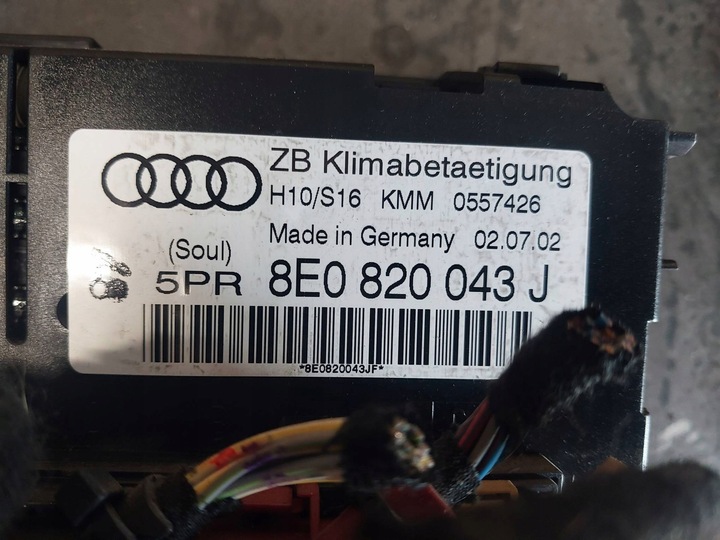 ZB Klimabetaetigung
H10/S16 KMM 0557426
Made in Germany 02.07.02
(Soul)
5PR 8E0 820 043 J
*8E0820043JF*